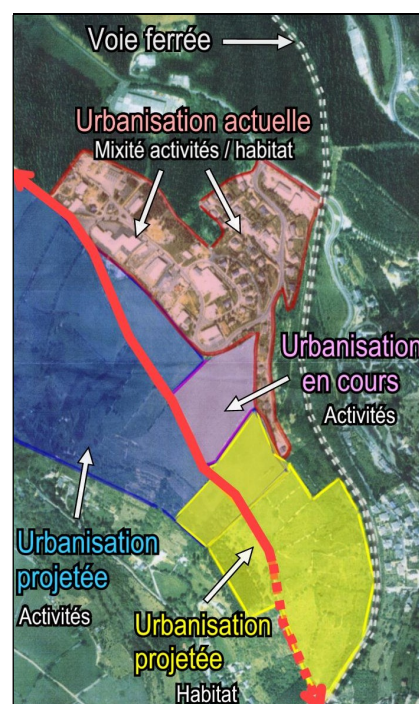 Voie ferrée
Urbanisation actuelle
Mixité activités / habitat
Urbanisation
en cours
Activités
Urbanisation
projetée
Activités
Urbanisation
projetée
Habitat